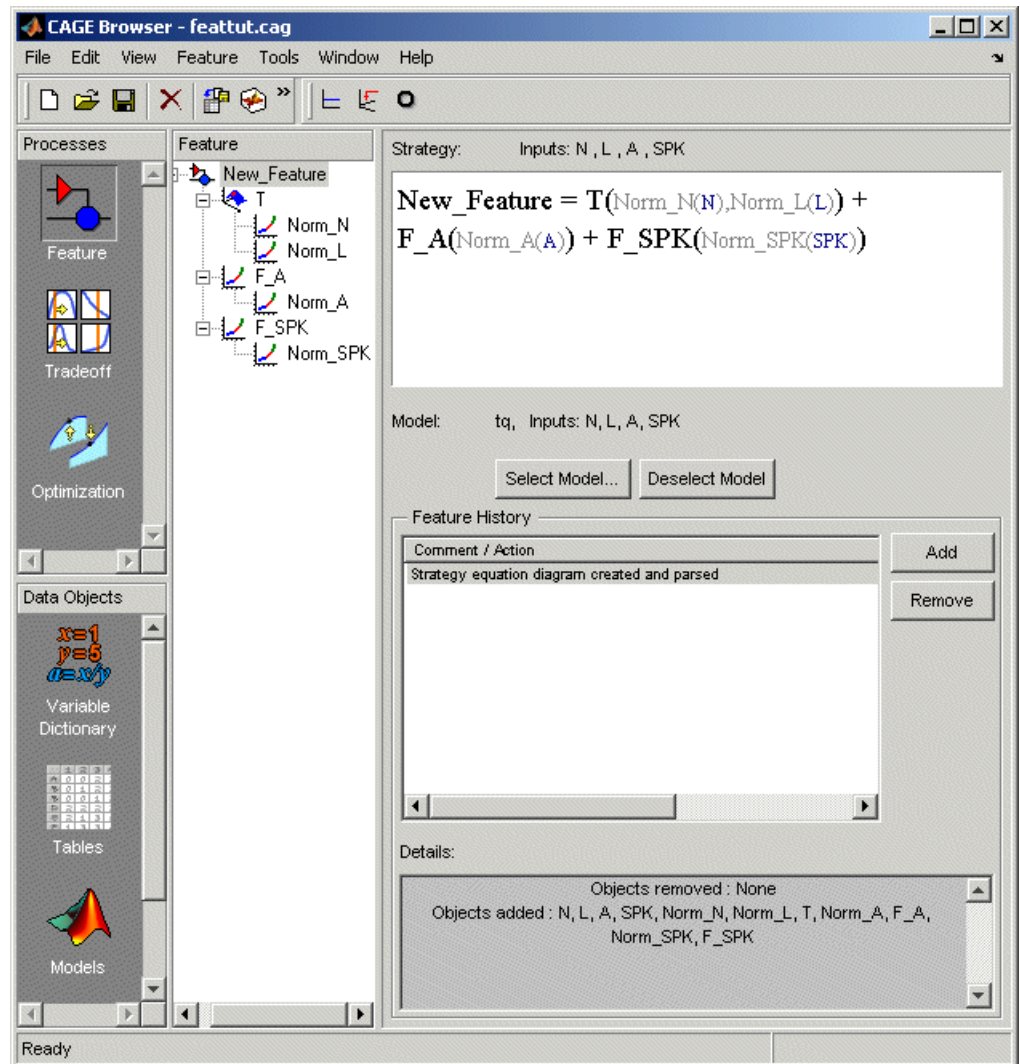 CAGE Browser - feattut.cag
File Edit View Feature Tools Window Help
»
Processes
Feature
Tradeoff
Optimization
Data Objects
x=1
y=5
a=x/y
Variable
Dictionary
Tables
Models
Feature
New_Feature
T
Norm_N
Norm_L
F_A
Norm_A
F_SPK
Norm_SPK
Strategy: Inputs: N , L , A , SPK
New_Feature = T(Norm_N(N),Norm_L(L)) +
F_A(Norm_A(A)) + F_SPK(Norm_SPK(SPK))
Model: tq, Inputs: N, L, A, SPK
Select Model... Deselect Model
Feature History
Comment / Action
Strategy equation diagram created and parsed
Add
Remove
Details:
Objects removed : None
Objects added : N, L, A, SPK, Norm_N, Norm_L, T, Norm_A, F_A,
Norm_SPK, F_SPK
Ready